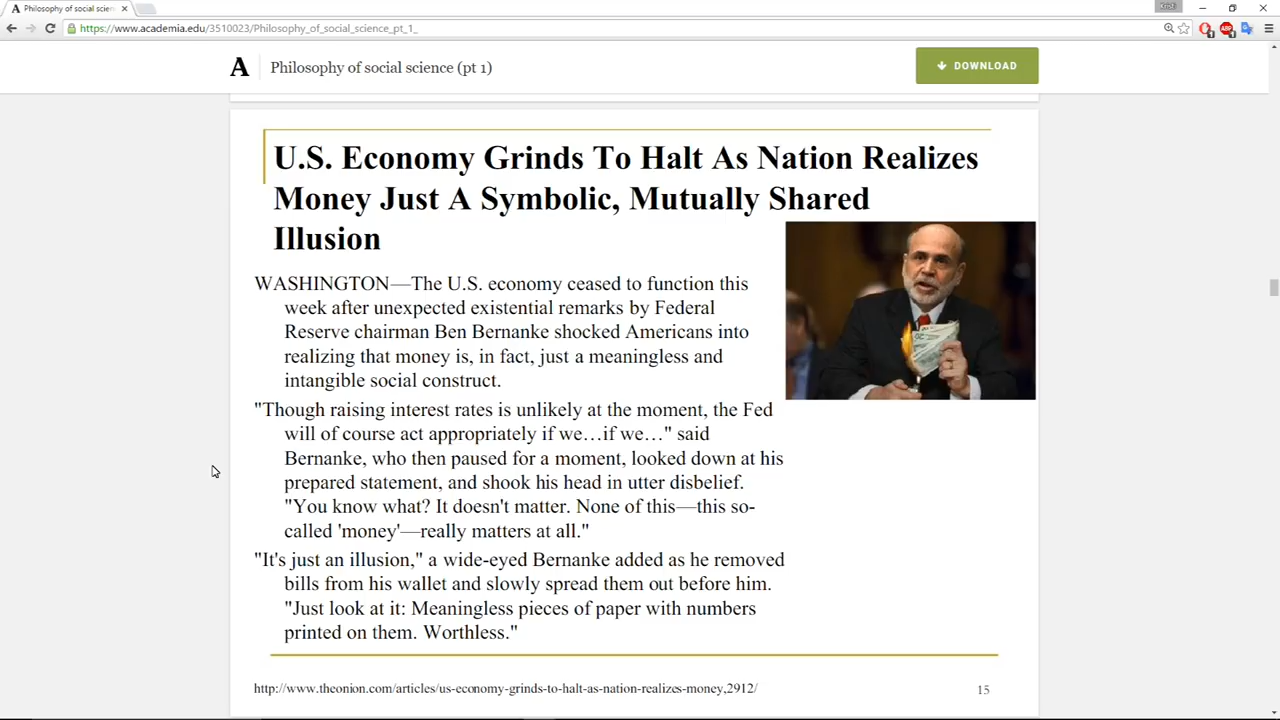 Philosophy of social scien
https://www.academia.edu/3510023/Philosophy_of_social_science_pt_1_
A
Philosophy of social science (pt 1)
DOWNLOAD
U.S. Economy Grinds To Halt As Nation Realizes
Money Just A Symbolic, Mutually Shared
Illusion
WASHINGTON—The U.S. economy ceased to function this
week after unexpected existential remarks by Federal
Reserve chairman Ben Bernanke shocked Americans into
realizing that money is, in fact, just a meaningless and
intangible social construct.
"Though raising interest rates is unlikely at the moment, the Fed
will of course act appropriately if we…if we…" said
Bernanke, who then paused for a moment, looked down at his
prepared statement, and shook his head in utter disbelief.
"You know what? It doesn't matter. None of this—this so-
called 'money'—really matters at all."
"It's just an illusion," a wide-eyed Bernanke added as he removed
bills from his wallet and slowly spread them out before him.
"Just look at it: Meaningless pieces of paper with numbers
printed on them. Worthless."
http://www.theonion.com/articles/us-economy-grinds-to-halt-as-nation-realizes-money,2912/
15